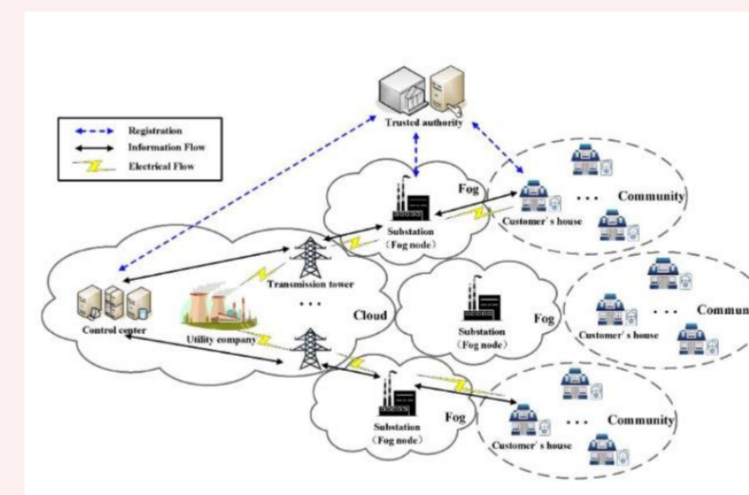 Trusted authority
Registration
Information Flow
Electrical Flow
Fog
Substation
(Fog node)
Customer's house
...
Community
Transmission tower
...
Control center
Utility company
Cloud
Substation
(Fog node)
Fog
Customer's house
...
Commun
Substation
(Fog node)
Fog
Customer's house
...
Community